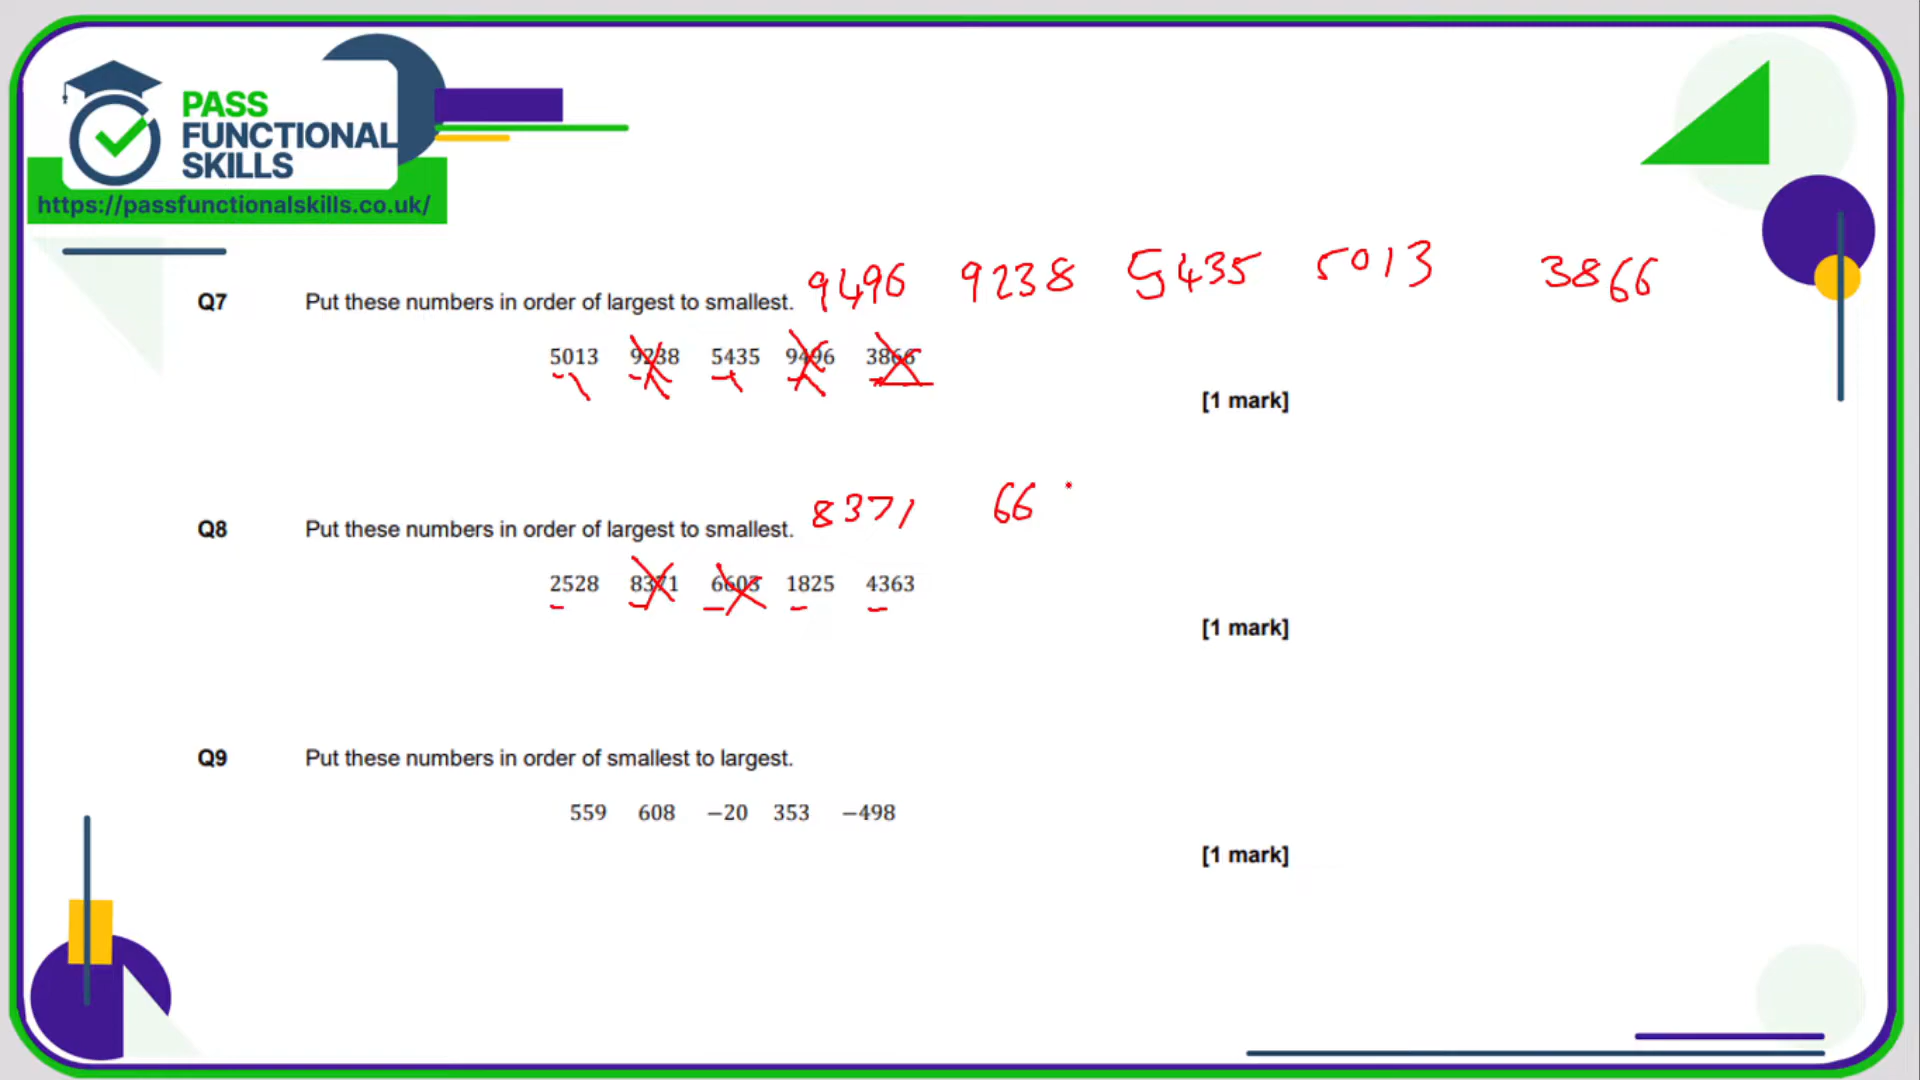 PASS
FUNCTIONAL
SKILLS
https://passfunctionalskills.co.uk/
9496 9238 5435 5013 3866
Q7 Put these numbers in order of largest to smallest.
5013 9238 5435 9496 3866
[1 mark]
8371 66
Q8 Put these numbers in order of largest to smallest.
2528 8371 6603 1825 4363
[1 mark]
Q9 Put these numbers in order of smallest to largest.
559 608 −20 353 −498
[1 mark]